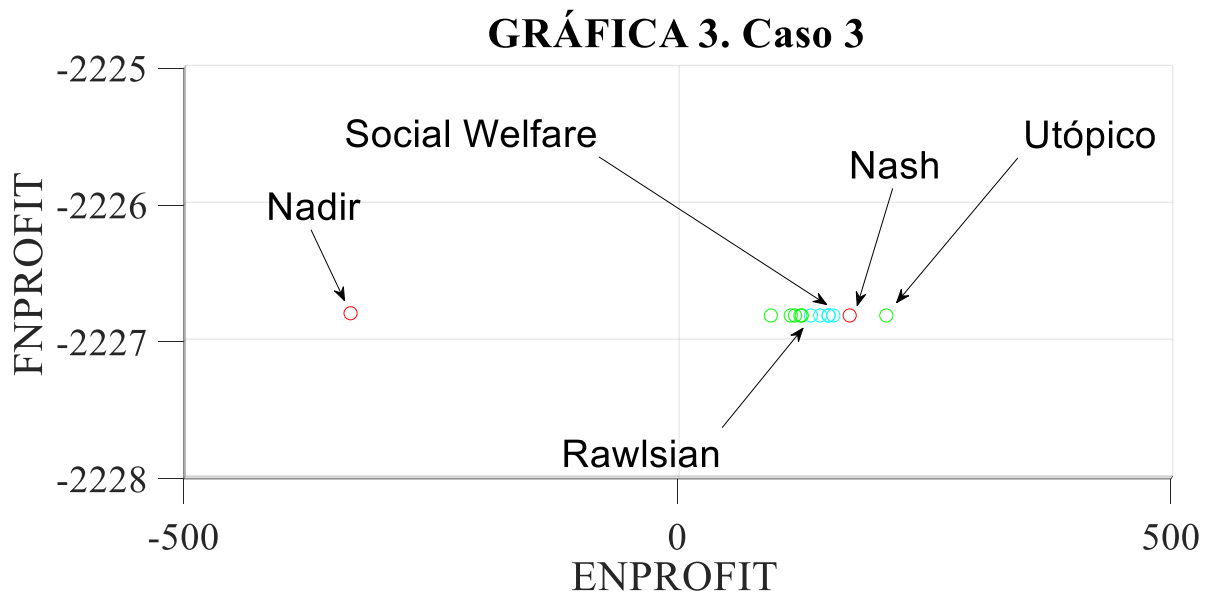 GRÁFICA 3. Caso 3
-2225
Social Welfare
Utópico
Nash
Nadir
-2226
FNPROFIT
-2227
Rawlsian
-2228
-500
0
500
ENPROFIT